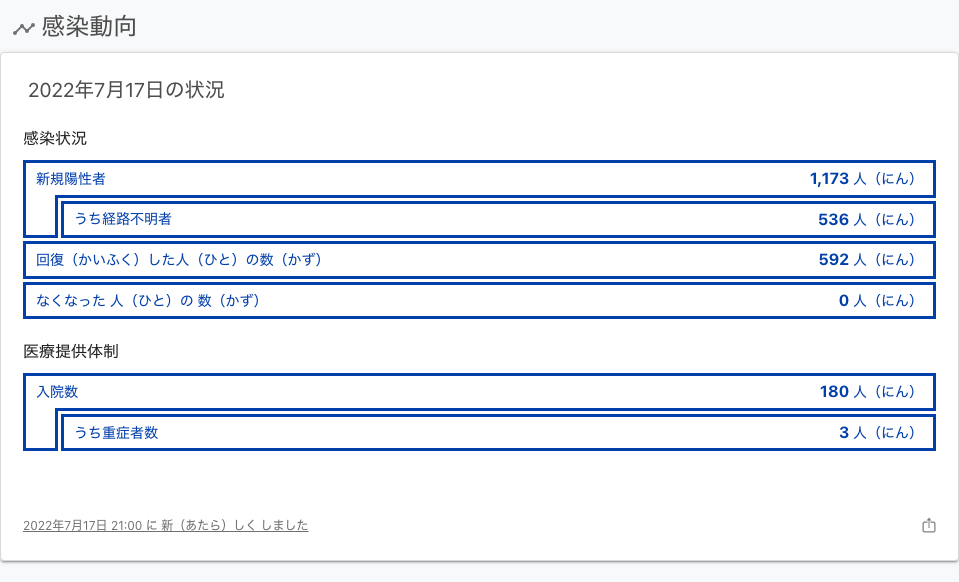 感染動向
2022年7月17日の状況
感染状況
新規陽性者 1,173 人（にん）
うち経路不明者 536 人（にん）
回復（かいふく）した人（ひと）の数（かず） 592 人（にん）
なくなった 人（ひと）の 数（かず） 0 人（にん）
医療提供体制
入院数 180 人（にん）
うち重症者数 3 人（にん）
2022年7月17日 21:00 に 新（あたら）しく しました